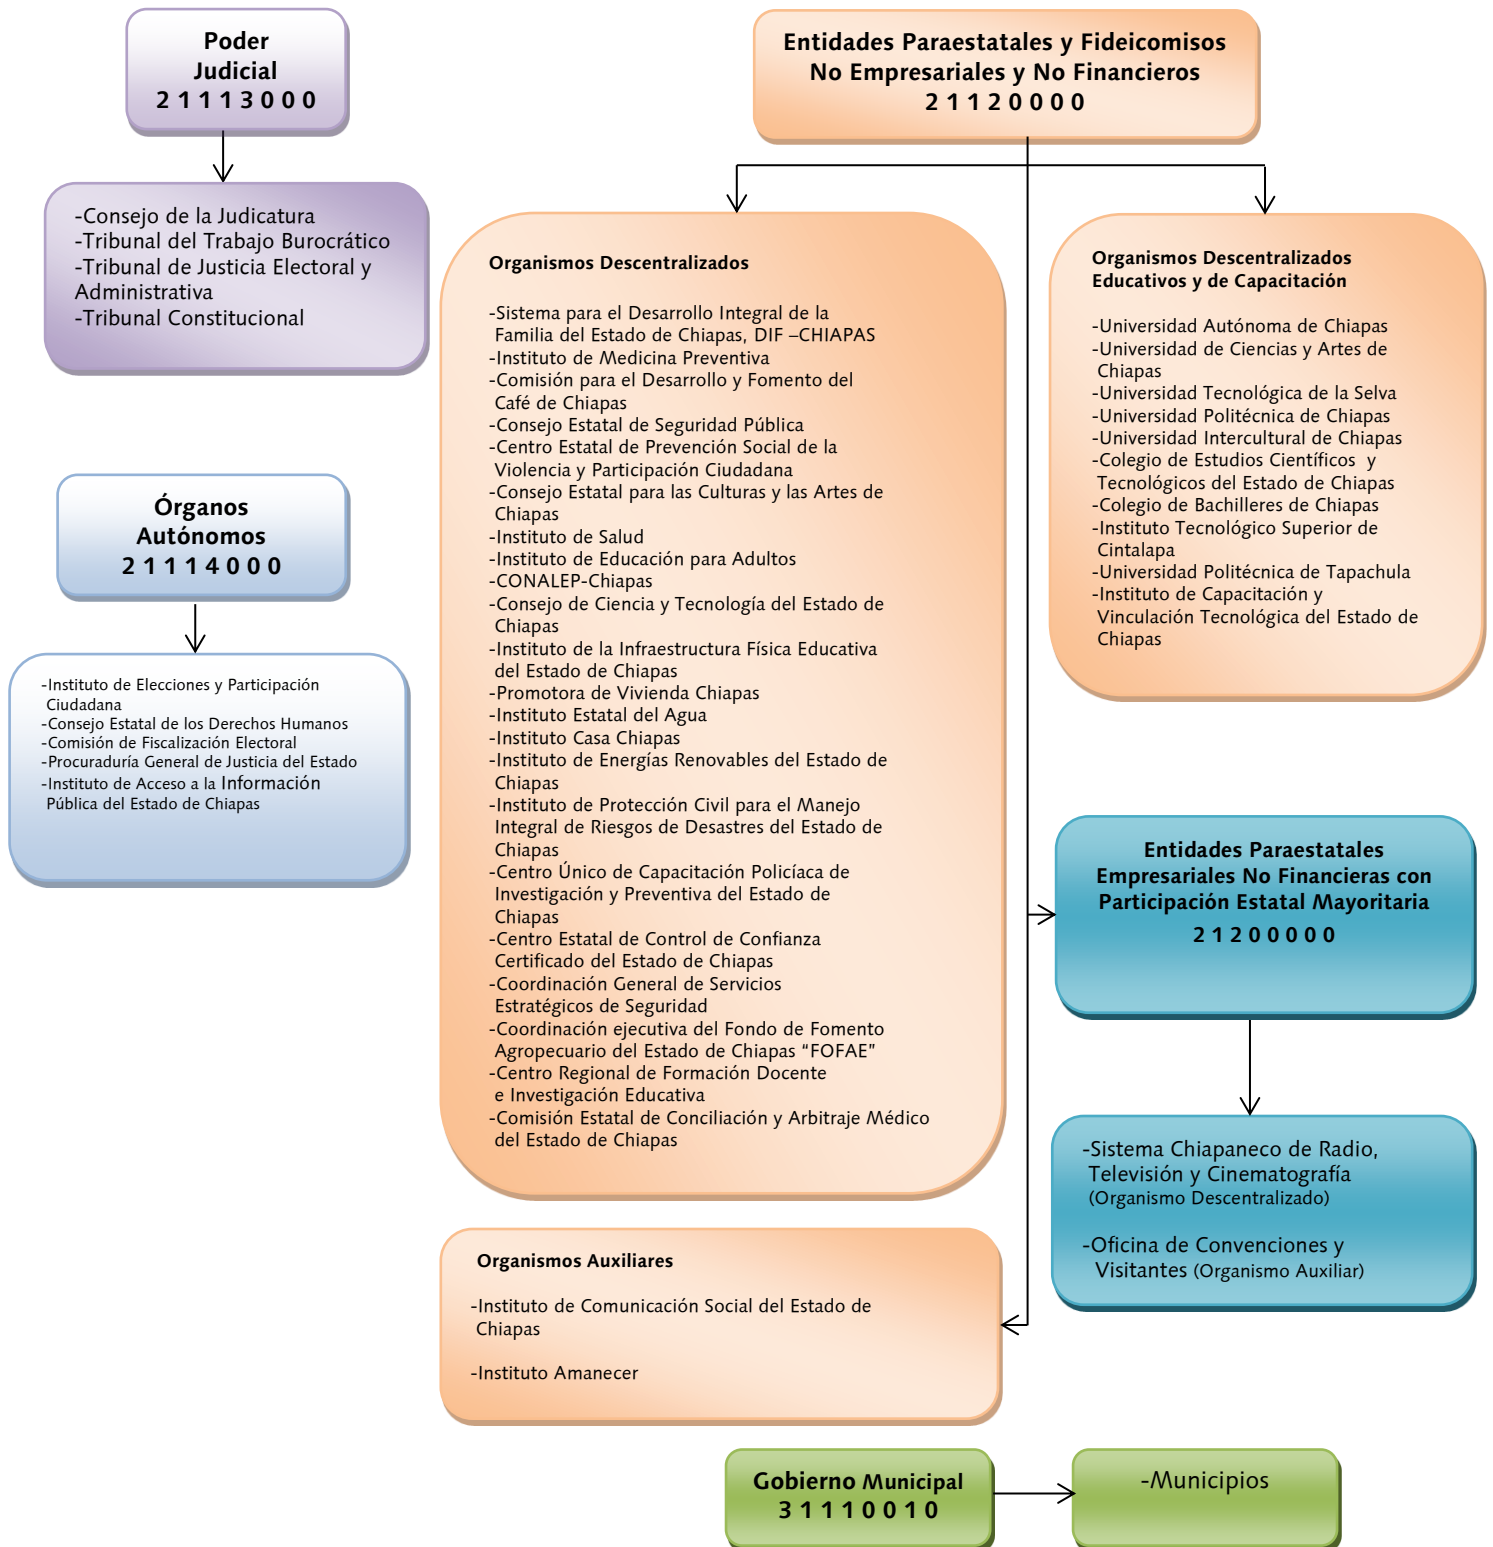 Poder
Judicial
2 1 1 1 3 0 0 0
-Consejo de la Judicatura
-Tribunal del Trabajo Burocrático
-Tribunal de Justicia Electoral y
Administrativa
-Tribunal Constitucional
Órganos
Autónomos
2 1 1 1 4 0 0 0
-Instituto de Elecciones y Participación
Ciudadana
-Consejo Estatal de los Derechos Humanos
-Comisión de Fiscalización Electoral
-Procuraduría General de Justicia del Estado
-Instituto de Acceso a la Información
Pública del Estado de Chiapas
Entidades Paraestatales y Fideicomisos
No Empresariales y No Financieros
2 1 1 2 0 0 0 0
Organismos Descentralizados
-Sistema para el Desarrollo Integral de la
Familia del Estado de Chiapas, DIF –CHIAPAS
-Instituto de Medicina Preventiva
-Comisión para el Desarrollo y Fomento del
Café de Chiapas
-Consejo Estatal de Seguridad Pública
-Centro Estatal de Prevención Social de la
Violencia y Participación Ciudadana
-Consejo Estatal para las Culturas y las Artes de
Chiapas
-Instituto de Salud
-Instituto de Educación para Adultos
-CONALEP-Chiapas
-Consejo de Ciencia y Tecnología del Estado de
Chiapas
-Instituto de la Infraestructura Física Educativa
del Estado de Chiapas
-Promotora de Vivienda Chiapas
-Instituto Estatal del Agua
-Instituto Casa Chiapas
-Instituto de Energías Renovables del Estado de
Chiapas
-Instituto de Protección Civil para el Manejo
Integral de Riesgos de Desastres del Estado de
Chiapas
-Centro Único de Capacitación Policíaca de
Investigación y Preventiva del Estado de
Chiapas
-Centro Estatal de Control de Confianza
Certificado del Estado de Chiapas
-Coordinación General de Servicios
Estratégicos de Seguridad
-Coordinación ejecutiva del Fondo de Fomento
Agropecuario del Estado de Chiapas “FOFAE”
-Centro Regional de Formación Docente
e Investigación Educativa
-Comisión Estatal de Conciliación y Arbitraje Médico
del Estado de Chiapas
Organismos Descentralizados
Educativos y de Capacitación
-Universidad Autónoma de Chiapas
-Universidad de Ciencias y Artes de
Chiapas
-Universidad Tecnológica de la Selva
-Universidad Politécnica de Chiapas
-Universidad Intercultural de Chiapas
-Colegio de Estudios Científicos y
Tecnológicos del Estado de Chiapas
-Colegio de Bachilleres de Chiapas
-Instituto Tecnológico Superior de
Cintalapa
-Universidad Politécnica de Tapachula
-Instituto de Capacitación y
Vinculación Tecnológica del Estado de
Chiapas
Entidades Paraestatales
Empresariales No Financieras con
Participación Estatal Mayoritaria
2 1 2 0 0 0 0 0
-Sistema Chiapaneco de Radio,
Televisión y Cinematografía
(Organismo Descentralizado)
-Oficina de Convenciones y
Visitantes (Organismo Auxiliar)
Organismos Auxiliares
-Instituto de Comunicación Social del Estado de
Chiapas
-Instituto Amanecer
Gobierno Municipal
3 1 1 1 0 0 1 0
-Municipios